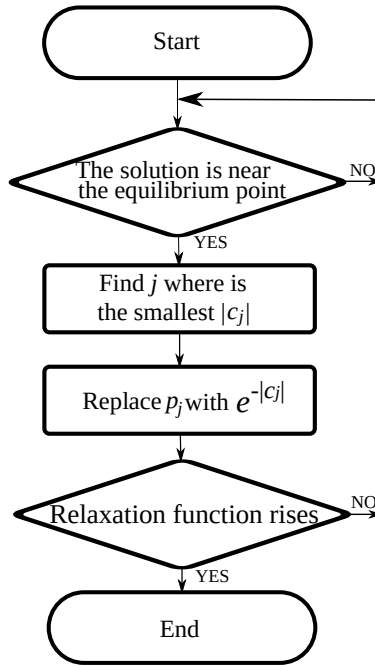 Start
The solution is near
the equilibrium point
NO
YES
Find j where is
the smallest |cj|
Replace pj with e-|cj|
Relaxation function rises
NO
YES
End